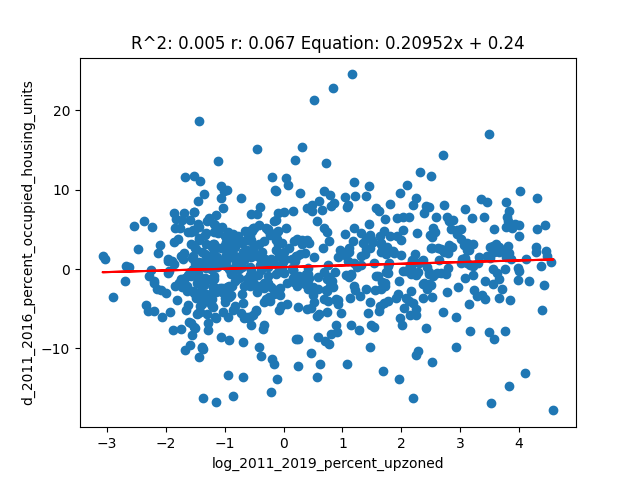 R^2: 0.005 r: 0.067 Equation: 0.20952x + 0.24
d_2011_2016_percent_occupied_housing_units
20
10
0
−10
−3 −2 −1 0 1 2 3 4
log_2011_2019_percent_upzoned